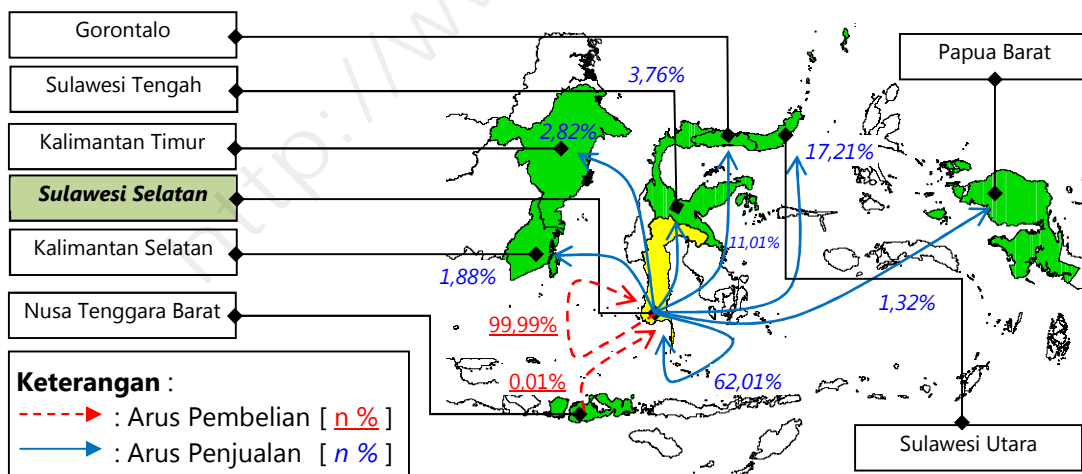 http://w
Gorontalo
Papua Barat
3,76%
Sulawesi Tengah
Kalimantan Timur
2,82%
17,21%
Sulawesi Selatan
Kalimantan Selatan
11,01%
1,88%
Nusa Tenggara Barat
1,32%
99,99%
Keterangan :
0,01%
62,01%
: Arus Pembelian [ n % ]
: Arus Penjualan [ n % ]
Sulawesi Utara